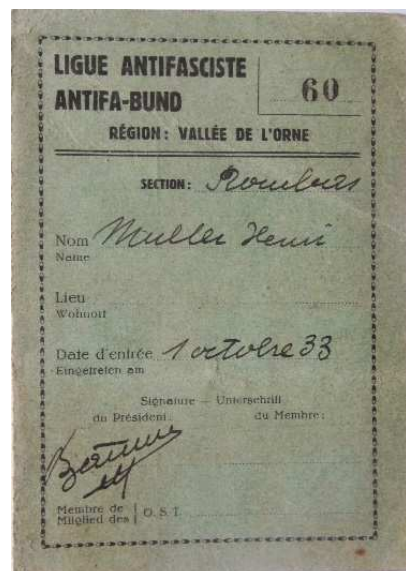 LIGUE ANTIFASCISTE
ANTIFA-BUND
60
RÉGION: VALLÉE DE L'ORNE
SECTION: Rombas
Nom Muller Henri
Name
Lieu
Wohnort
Date d'entrée 1 octobre 33
Eingetreten am
Signature — Unterschrift
du Président: du Membre:
Membre de
Mitglied des
O. S. T.